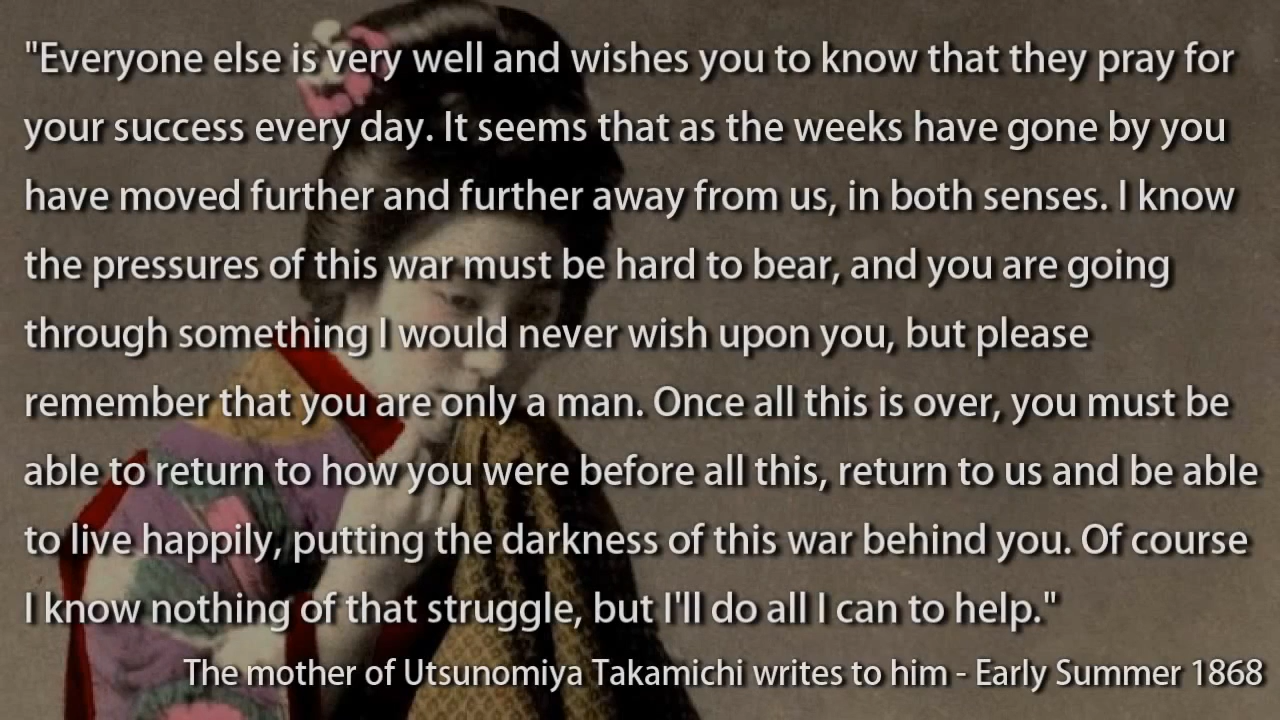 "Everyone else is very well and wishes you to know that they pray for
your success every day. It seems that as the weeks have gone by you
have moved further and further away from us, in both senses. I know
the pressures of this war must be hard to bear, and you are going
through something I would never wish upon you, but please
remember that you are only a man. Once all this is over, you must be
able to return to how you were before all this, return to us and be able
to live happily, putting the darkness of this war behind you. Of course
I know nothing of that struggle, but I'll do all I can to help."
The mother of Utsunomiya Takamichi writes to him - Early Summer 1868